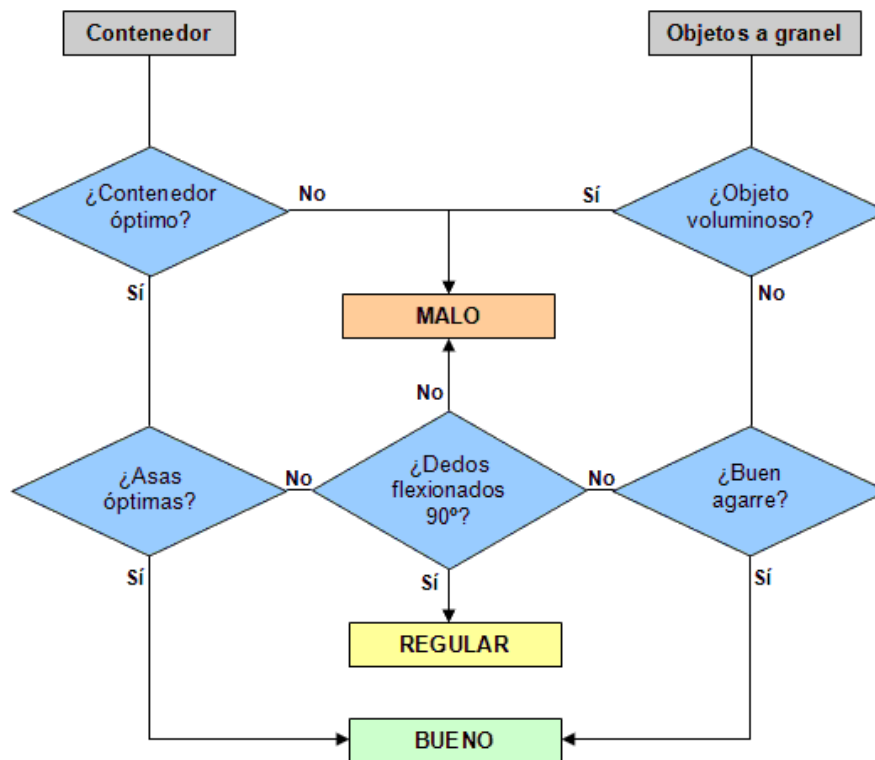 Contenedor
Objetos a granel
¿Contenedor
óptimo?
No
Sí
¿Objeto
voluminoso?
Sí
No
MALO
No
¿Asas
óptimas?
No
¿Dedos
flexionados
90º?
No
¿Buen
agarre?
Sí
Sí
Sí
REGULAR
BUENO